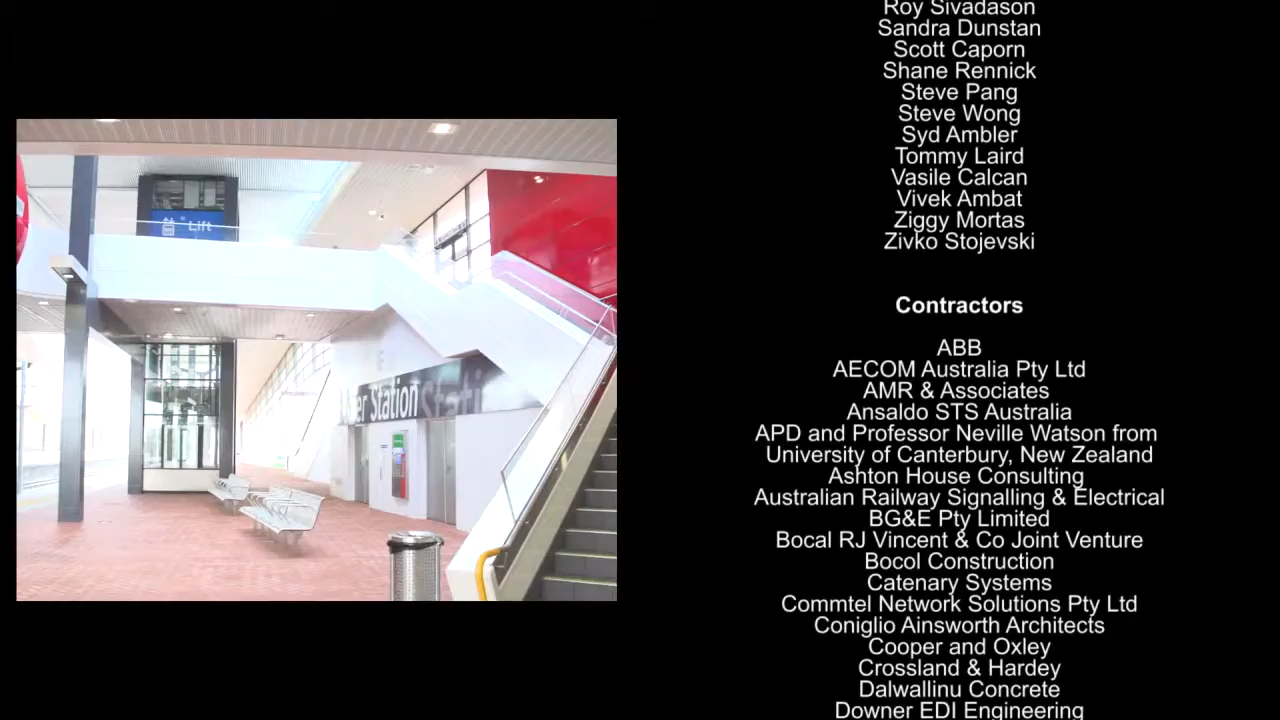 Lift
Station
Roy Sivadason
Sandra Dunstan
Scott Caporn
Shane Rennick
Steve Pang
Steve Wong
Syd Ambler
Tommy Laird
Vasile Calcan
Vivek Ambat
Ziggy Mortas
Zivko Stojevski
Contractors
ABB
AECOM Australia Pty Ltd
AMR & Associates
Ansaldo STS Australia
APD and Professor Neville Watson from
University of Canterbury, New Zealand
Ashton House Consulting
Australian Railway Signalling & Electrical
BG&E Pty Limited
Bocal RJ Vincent & Co Joint Venture
Bocol Construction
Catenary Systems
Commtel Network Solutions Pty Ltd
Coniglio Ainsworth Architects
Cooper and Oxley
Crossland & Hardey
Dalwallinu Concrete
Downer EDI Engineering